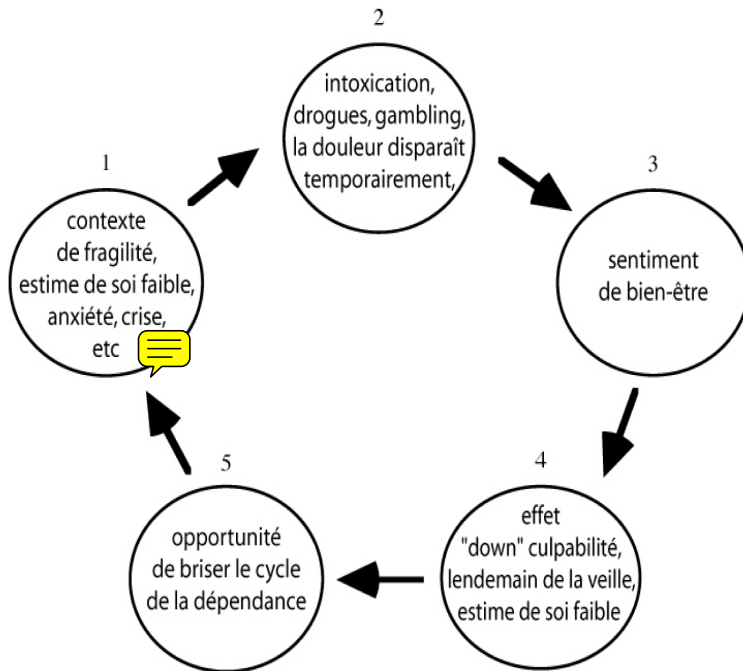 1
contexte
de fragilité,
estime de soi faible,
anxiété, crise,
etc
2
intoxication,
drogues, gambling,
la douleur disparaît
temporairement,
3
sentiment
de bien-être
4
effet
"down" culpabilité,
lendemain de la veille,
estime de soi faible
5
opportunité
de briser le cycle
de la dépendance